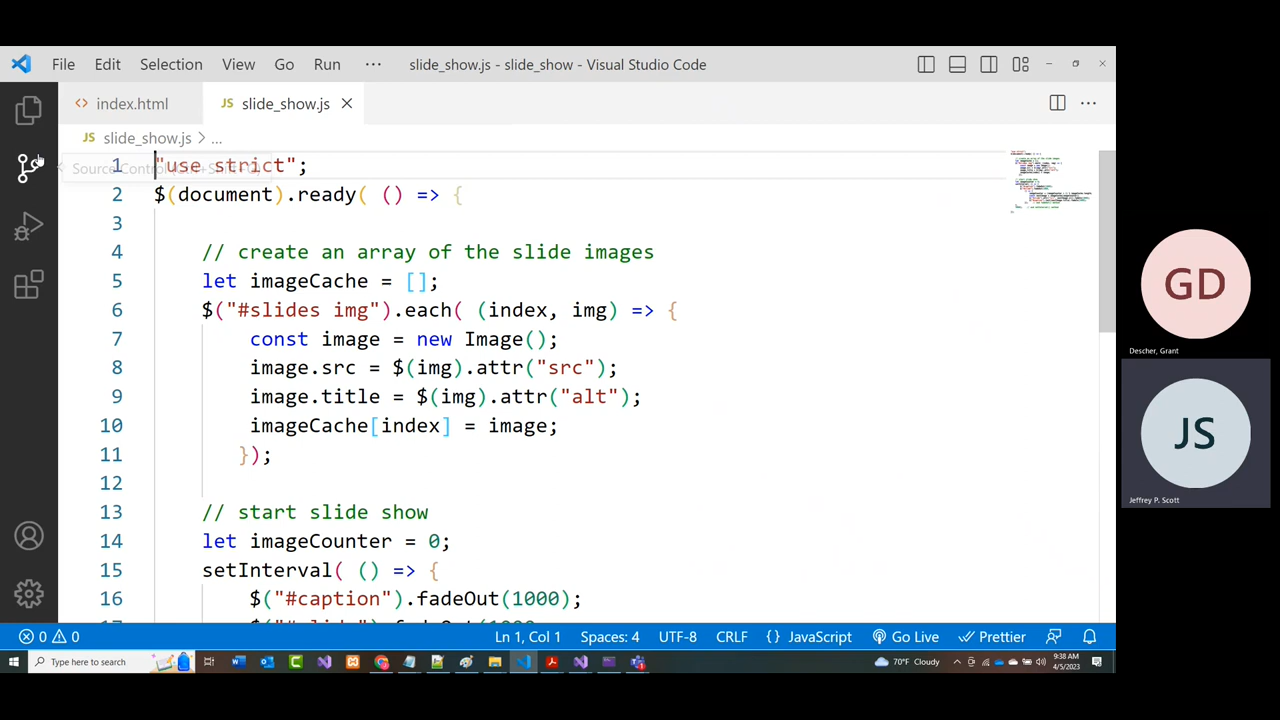 File Edit Selection View Go Run ··· slide_show.js - slide_show - Visual Studio Code
<> index.html JS slide_show.js ×
JS slide_show.js > ...
1 "use strict";
Source Control (Ctrl+Shift+G)
2 $(document).ready( () => {
3
4 // create an array of the slide images
5 let imageCache = [];
6 $("#slides img").each( (index, img) => {
7 const image = new Image();
8 image.src = $(img).attr("src");
9 image.title = $(img).attr("alt");
10 imageCache[index] = image;
11 });
12
13 // start slide show
14 let imageCounter = 0;
15 setInterval( () => {
16 $("#caption").fadeOut(1000);
GD
Descher, Grant
JS
Jeffrey P. Scott
0 0 Ln 1, Col 1 Spaces: 4 UTF-8 CRLF {} JavaScript Go Live Prettier
Type here to search 70°F Cloudy 9:38 AM
4/5/2023